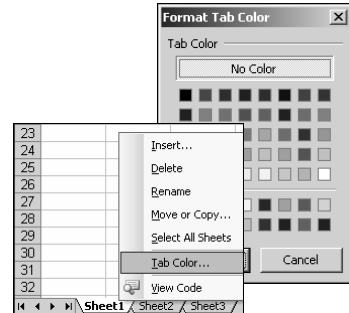 Format Tab Color
Tab Color
No Color
Cancel
23
24
25
26
27
28
29
30
31
32
Insert...
Delete
Rename
Move or Copy...
Select All Sheets
Tab Color...
View Code
Sheet1 Sheet2 Sheet3